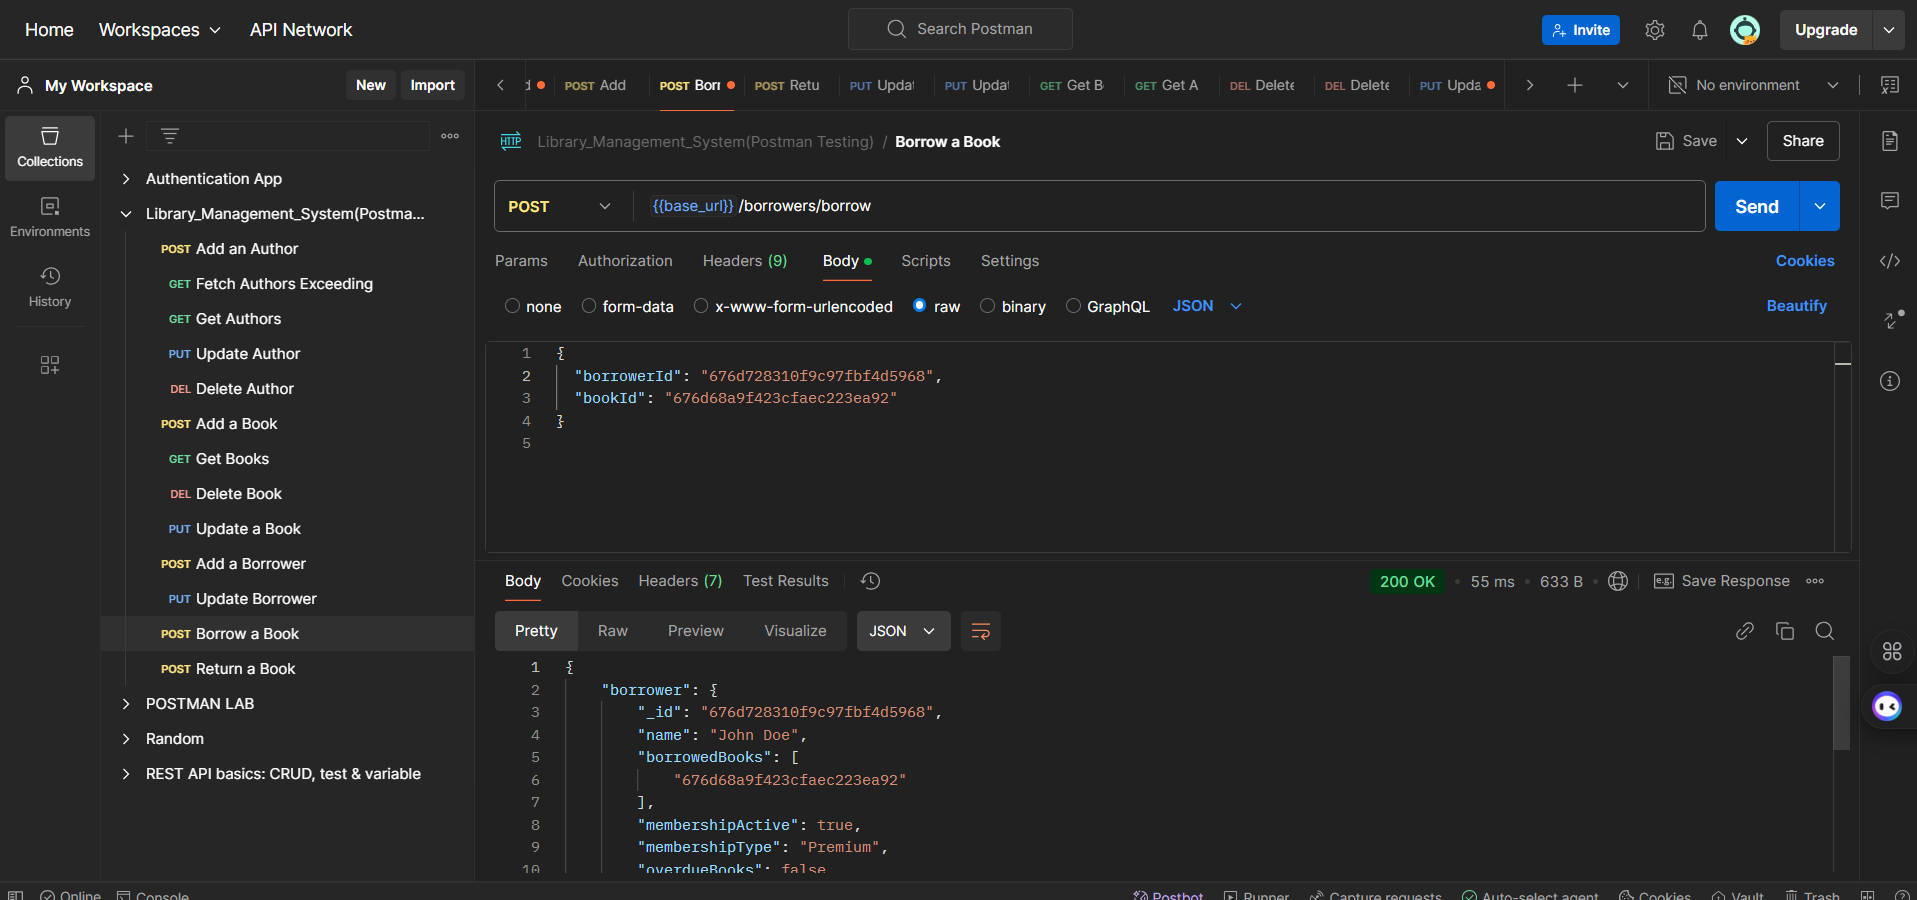 Home Workspaces API Network Search Postman Invite Upgrade
My Workspace New Import
d POST Add POST Borr POST Retu PUT Updat PUT Updat GET Get B GET Get A DEL Delete DEL Delete PUT Upda No environment
Collections
Environments
History
Authentication App
Library_Management_System(Postma...
POST Add an Author
GET Fetch Authors Exceeding
GET Get Authors
PUT Update Author
DEL Delete Author
POST Add a Book
GET Get Books
DEL Delete Book
PUT Update a Book
POST Add a Borrower
PUT Update Borrower
POST Borrow a Book
POST Return a Book
POSTMAN LAB
Random
REST API basics: CRUD, test & variable
HTTP Library_Management_System(Postman Testing) / Borrow a Book Save Share
POST {{base_url}}/borrowers/borrow Send
Params Authorization Headers (9) Body Scripts Settings Cookies
none form-data x-www-form-urlencoded raw binary GraphQL JSON Beautify
1 {
2 "borrowerId": "676d728310f9c97fbf4d5968",
3 "bookId": "676d68a9f423cfaec223ea92"
4 }
5
Body Cookies Headers (7) Test Results 200 OK • 55 ms • 633 B • e.g. Save Response
Pretty Raw Preview Visualize JSON
1 {
2 "borrower": {
3 "_id": "676d728310f9c97fbf4d5968",
4 "name": "John Doe",
5 "borrowedBooks": [
6 "676d68a9f423cfaec223ea92"
7 ],
8 "membershipActive": true,
9 "membershipType": "Premium",
10 "overdueBooks": false
Online Console Postbot Runner Capture requests Auto-select agent Cookies Vault Trash